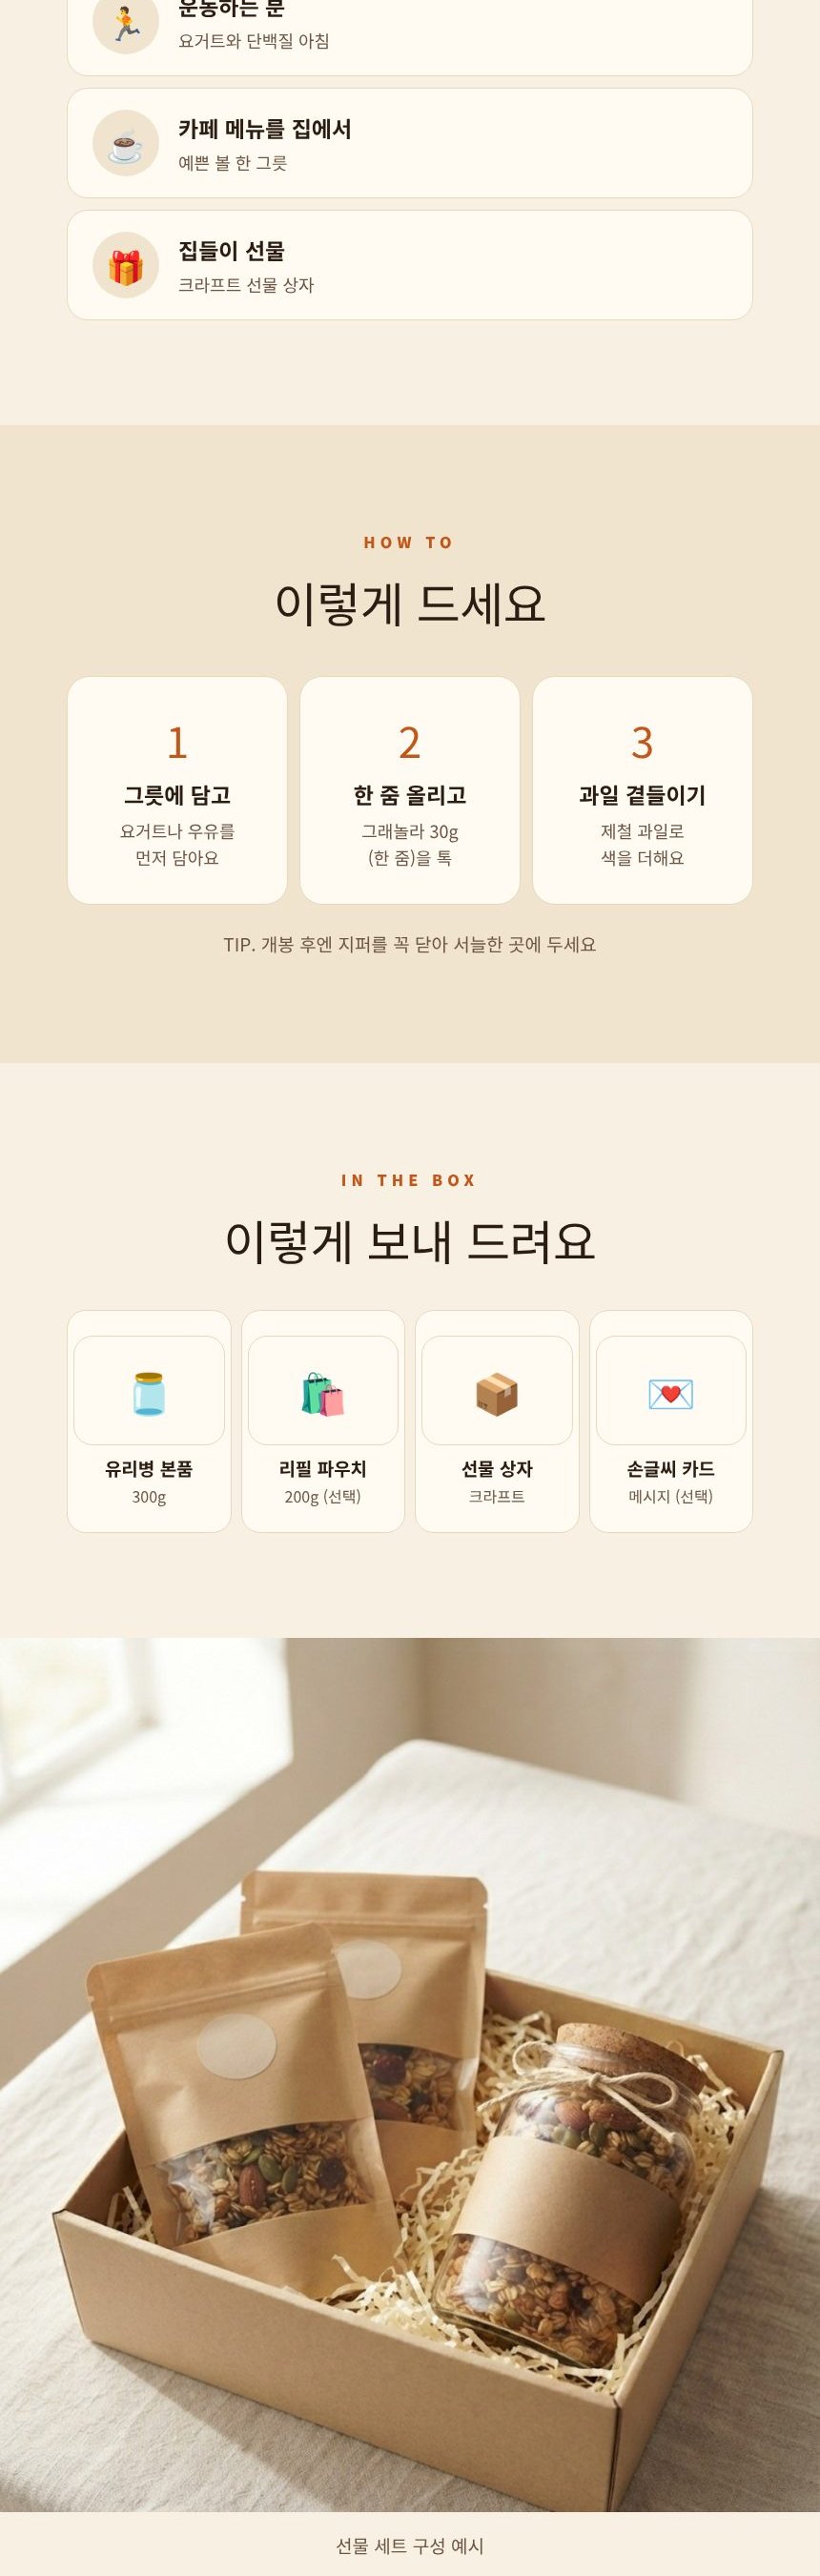 운동하는 분
요거트와 단백질 아침
카페 메뉴를 집에서
예쁜 볼 한 그릇
집들이 선물
크라프트 선물 상자
HOW TO
이렇게 드세요
1
그릇에 담고
요거트나 우유를
먼저 담아요
2
한 줌 올리고
그래놀라 30g
(한 줌)을 톡
3
과일 곁들이기
제철 과일로
색을 더해요
TIP. 개봉 후엔 지퍼를 꼭 닫아 서늘한 곳에 두세요
IN THE BOX
이렇게 보내 드려요
유리병 본품
300g
리필 파우치
200g (선택)
선물 상자
크라프트
손글씨 카드
메시지 (선택)
선물 세트 구성 예시